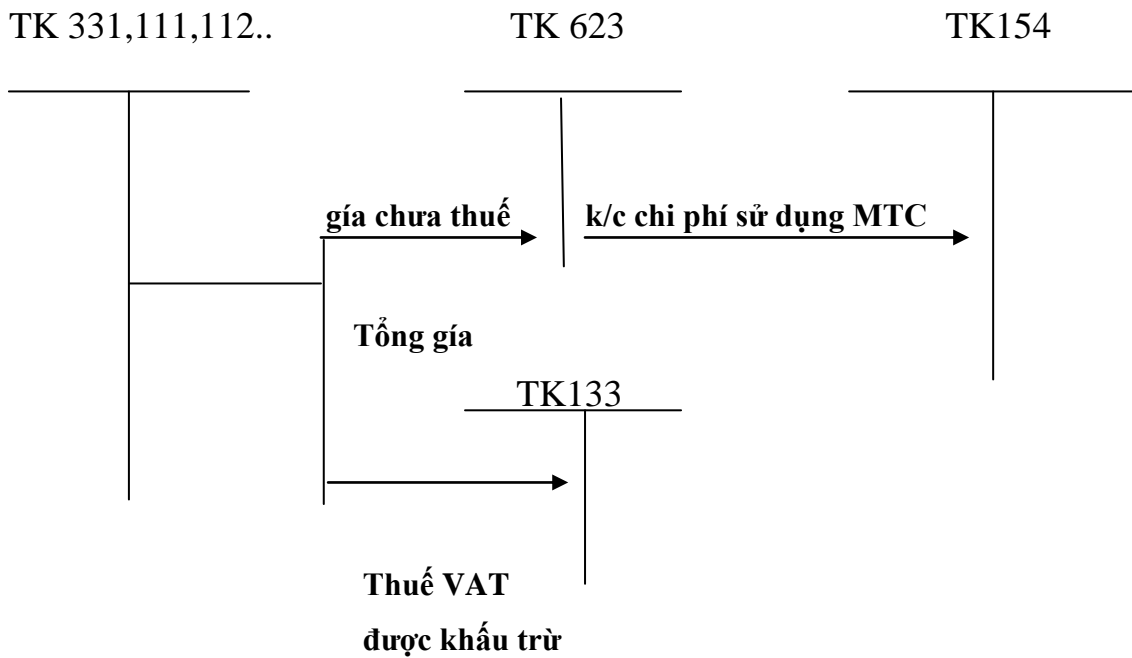 TK 331,111,112..
TK 623
TK154
gía chưa thuế
k/c chi phí sử dụng MTC
Tổng gía
TK133
Thuế VAT
được khấu trừ